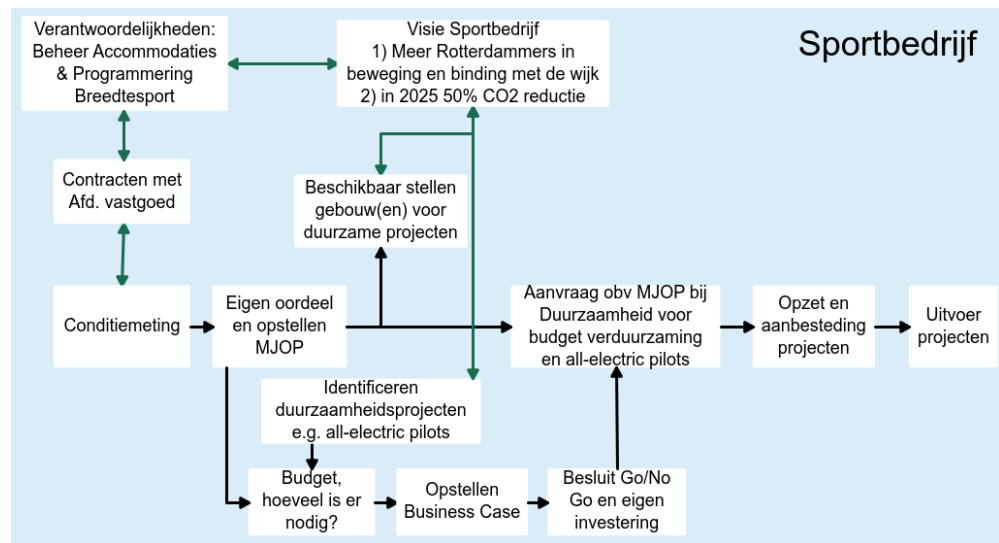 Verantwoordelijkheden:
Beheer Accommodaties
& Programmering
Breedtesport
Visie Sportbedrijf
1) Meer Rotterdammers in
beweging en binding met de wijk
2) in 2025 50% CO2 reductie
Sportbedrijf
Contracten met
Afd. vastgoed
Beschikbaar stellen
gebouw(en) voor
duurzame projecten
Conditiemeting
Eigen oordeel
en opstellen
MJOP
Aanvraag obv MJOP bij
Duurzaamheid voor
budget verduurzaming
en all-electric pilots
Opzet en
aanbesteding
projecten
Uitvoer
projecten
Identificeren
duurzaamheidsprojecten
e.g. all-electric pilots
Budget,
hoeveel is er
nodig?
Opstellen
Business Case
Besluit Go/No
Go en eigen
investering